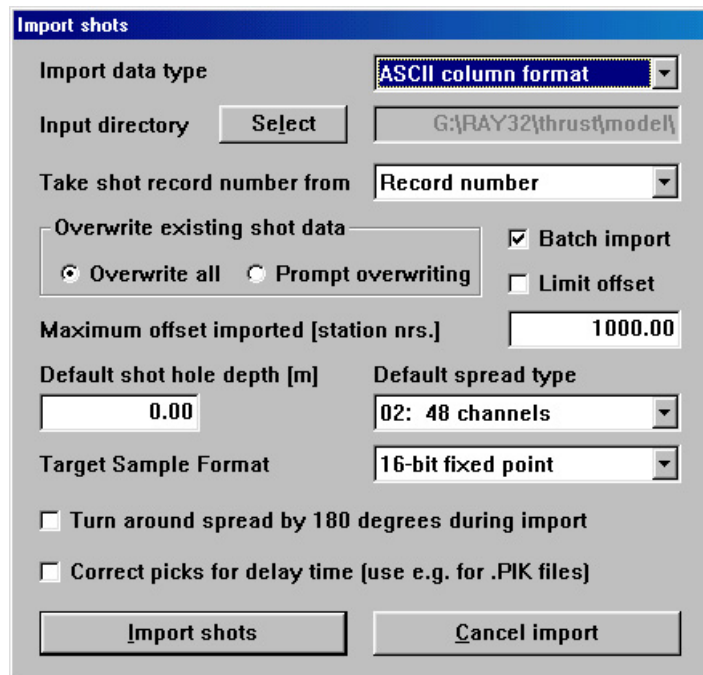 Import shots
Import data type
ASCII column format
Input directory
Select
G:\RAY32\thrust\model\
Take shot record number from
Record number
Overwrite existing shot data
Overwrite all
Prompt overwriting
Batch import
Limit offset
Maximum offset imported [station nrs.]
1000.00
Default shot hole depth [m]
Default spread type
0.00
02: 48 channels
Target Sample Format
16-bit fixed point
Turn around spread by 180 degrees during import
Correct picks for delay time (use e.g. for .PIK files)
Import shots
Cancel import